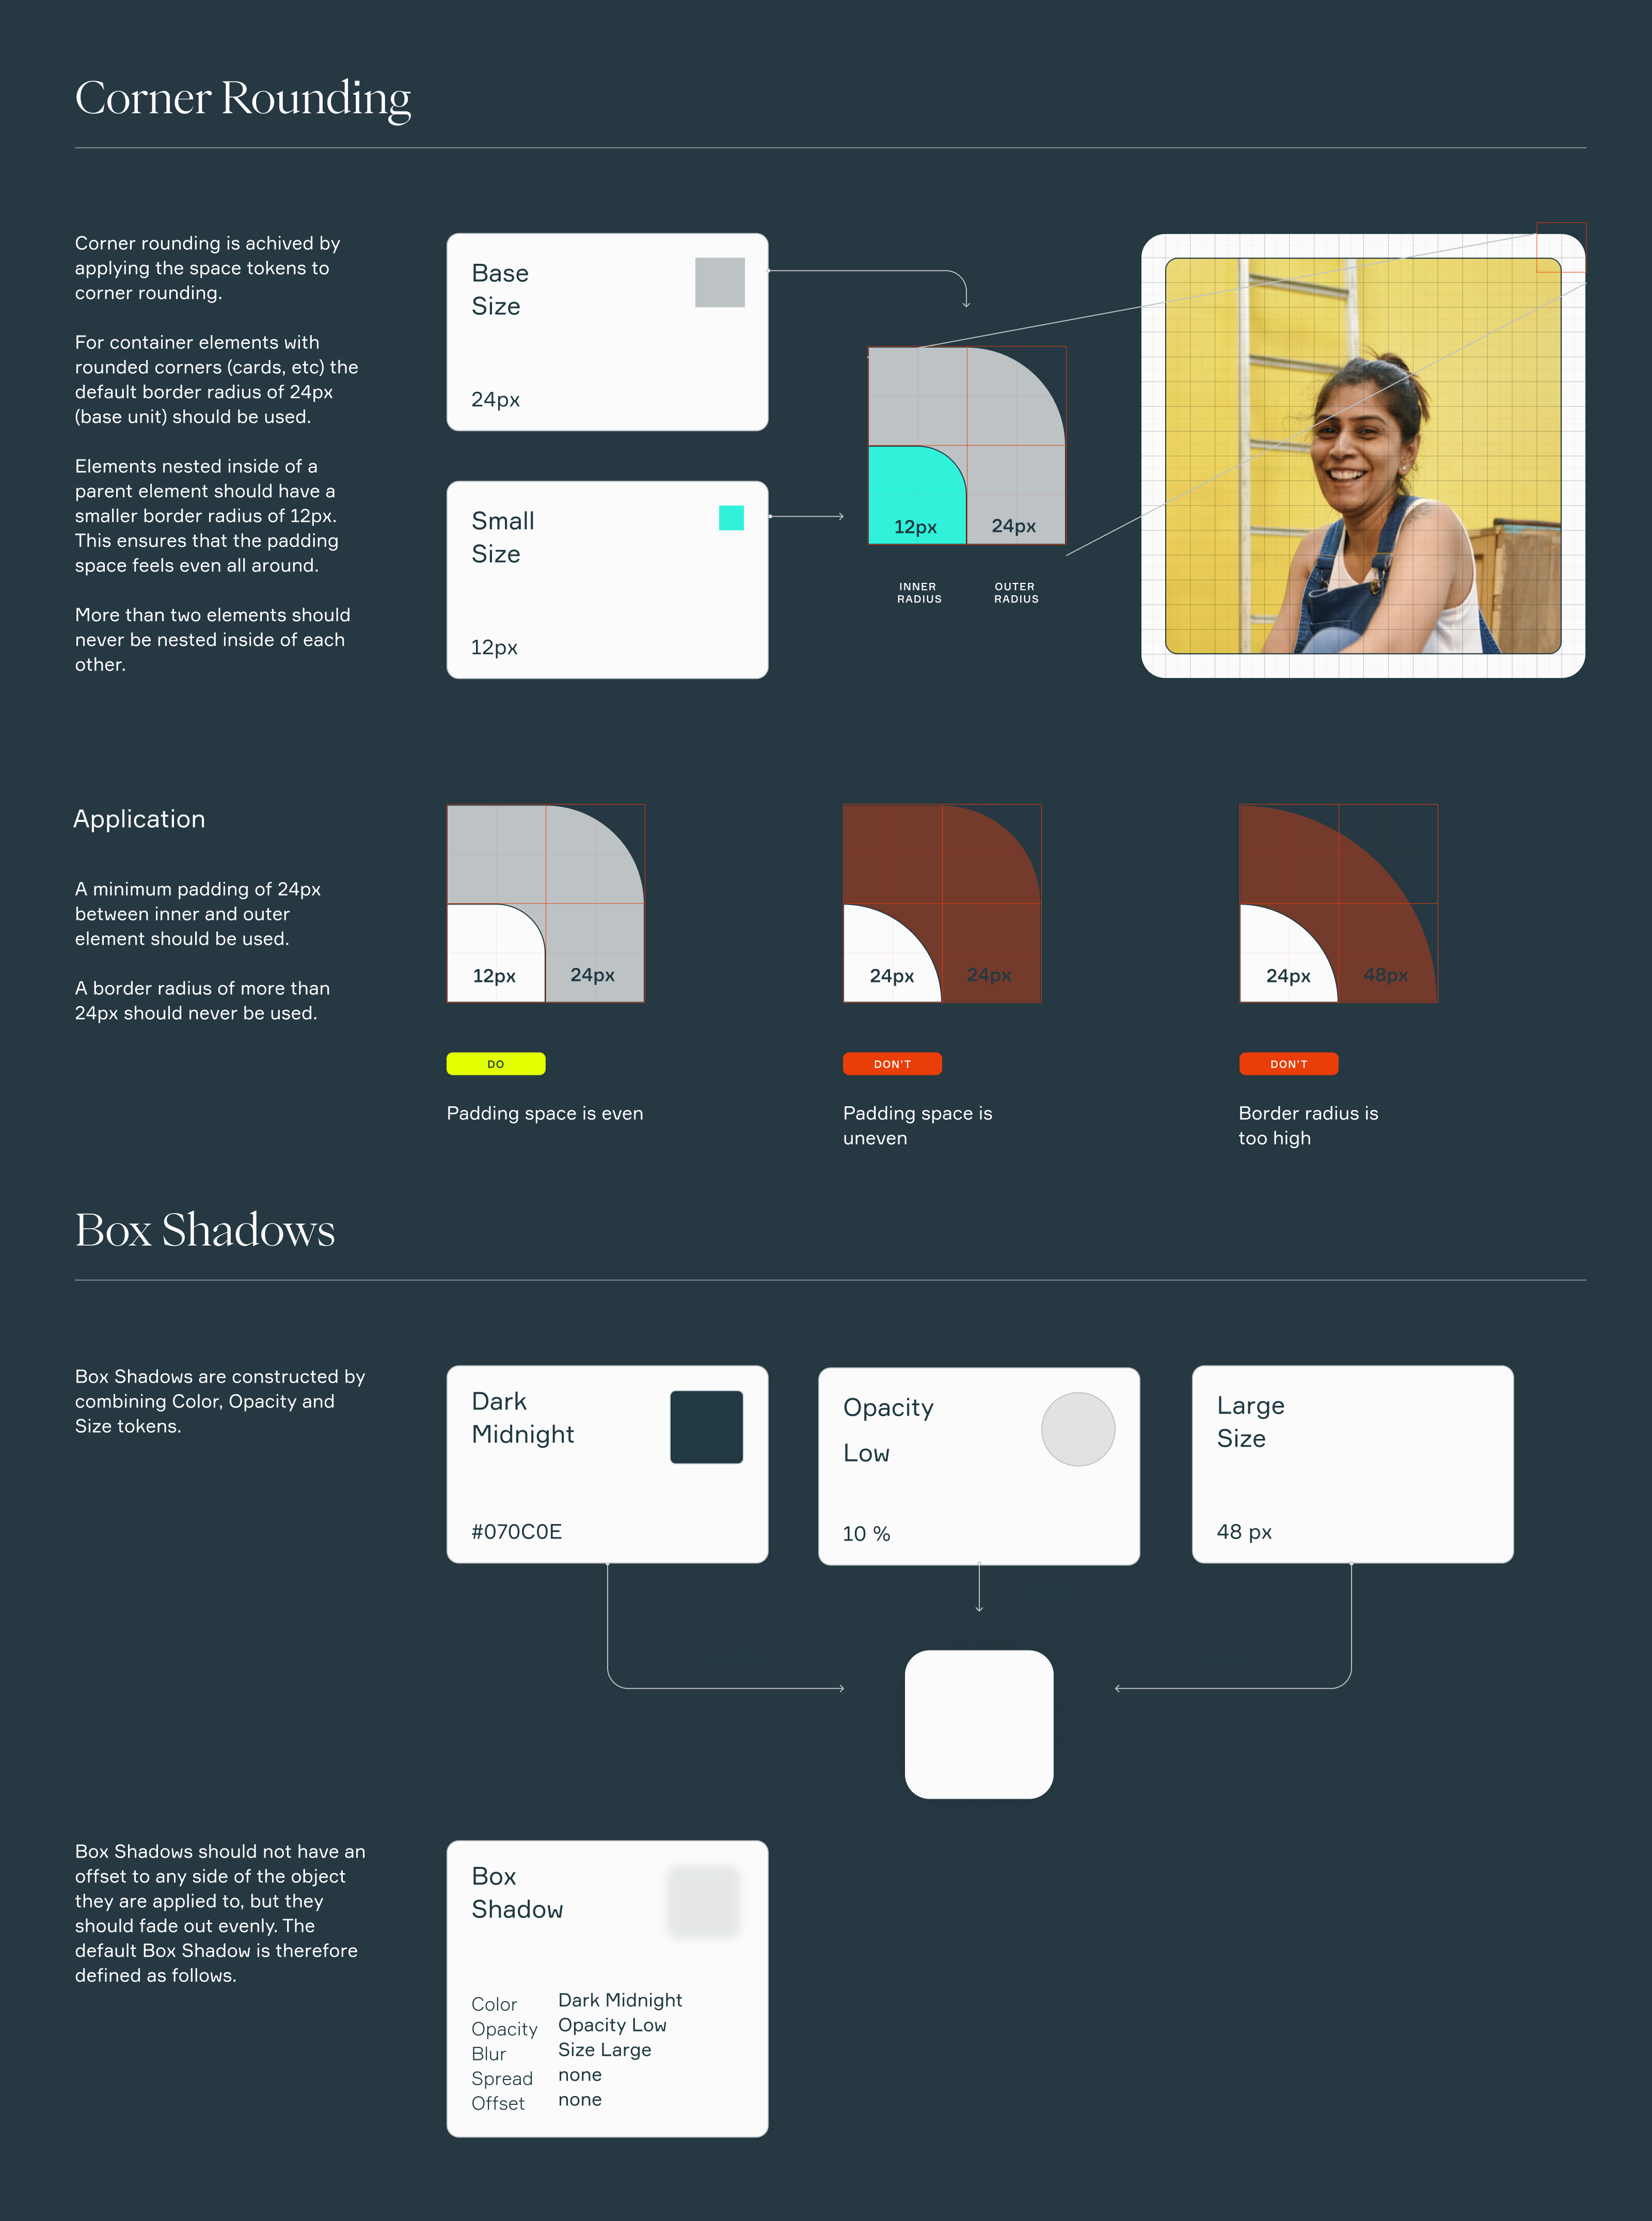 Corner Rounding
Corner rounding is achived by
applying the space tokens to
corner rounding.
For container elements with
rounded corners (cards, etc) the
default border radius of 24px
(base unit) should be used.
Elements nested inside of a
parent element should have a
smaller border radius of 12px.
This ensures that the padding
space feels even all around.
More than two elements should
never be nested inside of each
other.
Base
Size
24px
Small
Size
12px
12px
24px
INNER
RADIUS
OUTER
RADIUS
Application
A minimum padding of 24px
between inner and outer
element should be used.
A border radius of more than
24px should never be used.
12px
24px
DO
Padding space is even
24px
24px
DON'T
Padding space is
uneven
24px
48px
DON'T
Border radius is
too high
Box Shadows
Box Shadows are constructed by
combining Color, Opacity and
Size tokens.
Dark
Midnight
#070C0E
Opacity
Low
10 %
Large
Size
48 px
Box Shadows should not have an
offset to any side of the object
they are applied to, but they
should fade out evenly. The
default Box Shadow is therefore
defined as follows.
Box
Shadow
Color Dark Midnight
Opacity Opacity Low
Blur Size Large
Spread none
Offset none